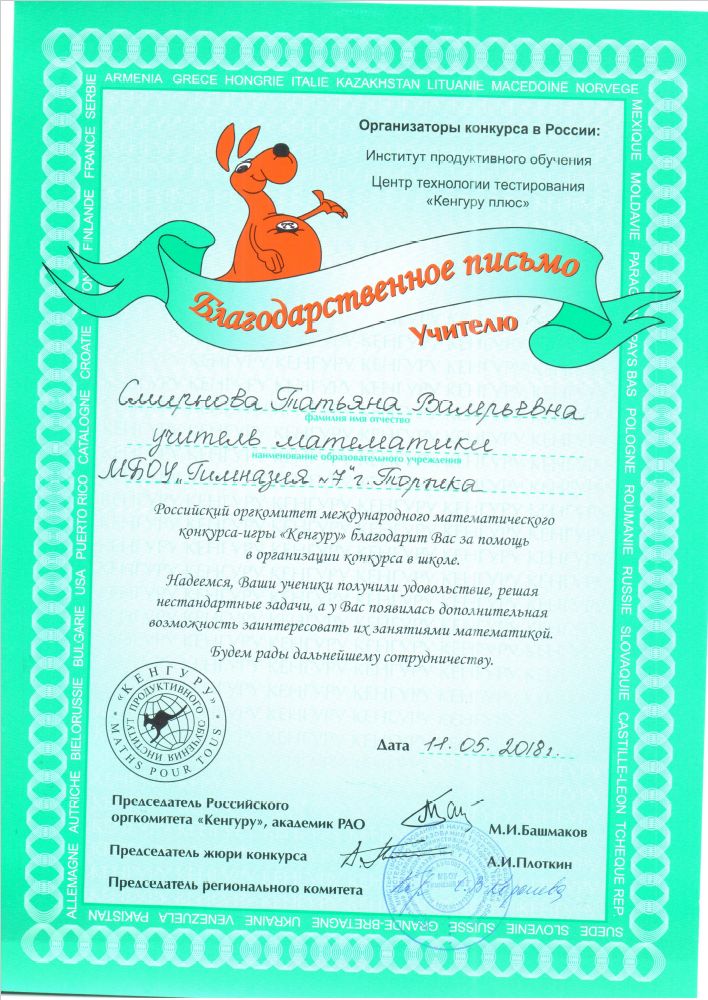 ARMENIA GRECE HONGRIE ITALIE KAZAKHSTAN LITUANIE MACEDOINE NORVEGE
MEXIQUE MOLDAVIE PAYS BAS POLOGNE ROUMANIE RUSSIE SLOVAQUIE CASTILLE-LEON TCHEQUE REP
SUEDE SLOVENIE SUISSE GRANDE-BRETAGNE UKRAINE VENEZUELA PAKISTAN
ALLEMAGNE AUTRICHE BIELORUSSIE BULGARIE USA PUERTO RICO CATALOGNE CROATIE FINLANDE FRANCE SERBIE
Организаторы конкурса в России:
Институт продуктивного обучения
Центр технологии тестирования
«Кенгуру плюс»
Благодарственное письмо
Учителю
Смирнова Татьяна Валерьевна
фамилия имя отчество
учитель математики
наименование образовательного учреждения
МБОУ „Гимназия №7" г. Торжка
Российский оргкомитет международного математического
конкурса-игры «Кенгуру» благодарит Вас за помощь
в организации конкурса в школе.
Надеемся, Ваши ученики получили удовольствие, решая
нестандартные задачи, а у Вас появилась дополнительная
возможность заинтересовать их занятиями математикой.
Будем рады дальнейшему сотрудничеству.
«КЕНГУРУ»
MATHS POUR TOUS
ИНСТИТУТ ПРОДУКТИВНОГО ОБУЧЕНИЯ
Дата 11.05.2018г.
Председатель Российского
оргкомитета «Кенгуру», академик РАО М.И.Башмаков
Председатель жюри конкурса А.И.Плоткин
Председатель регионального комитета